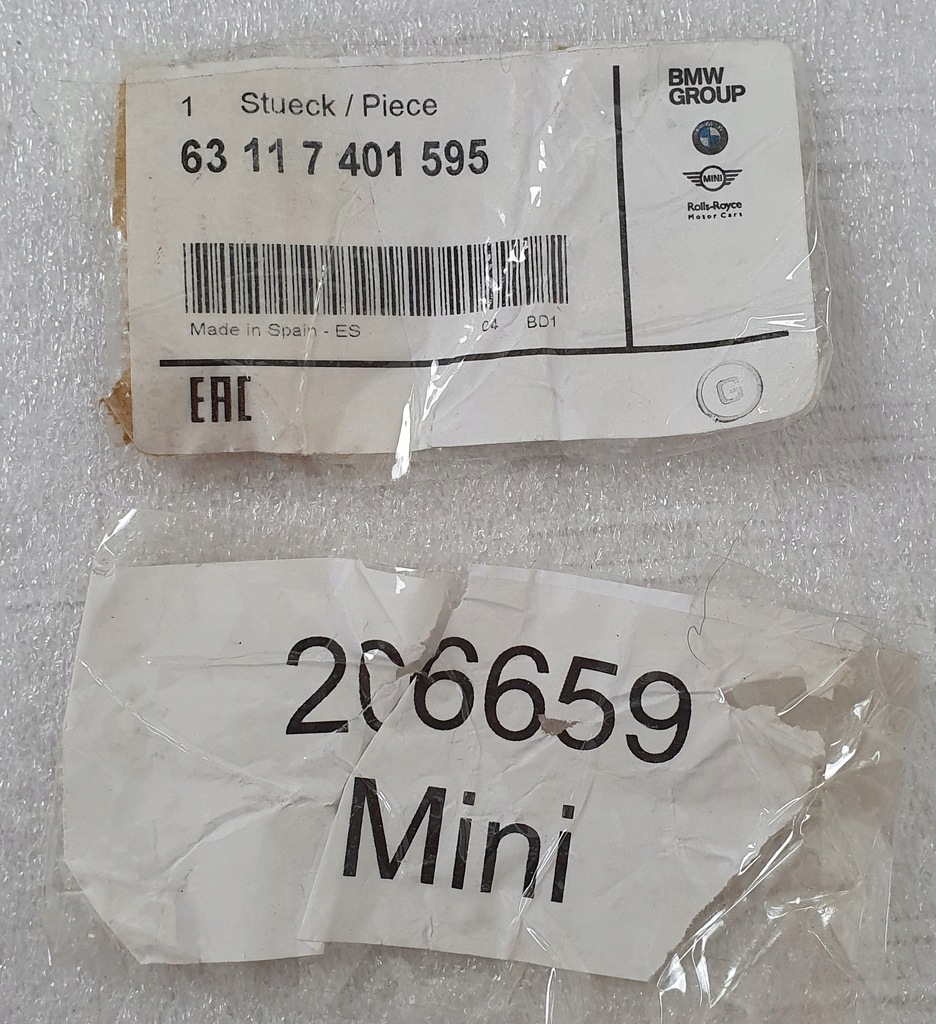 1 Stueck / Piece
63 11 7 401 595
Made in Spain - ES 04 BD1
EAC
BMW
GROUP
MINI
Rolls-Royce
Motor Cars
G
206659
Mini